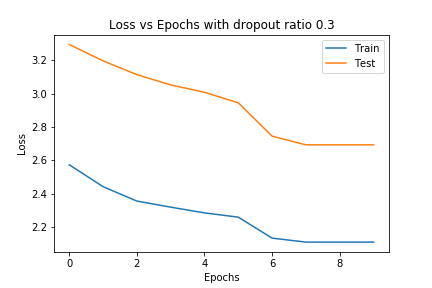 Loss vs Epochs with dropout ratio 0.3
Train
Test
3.2
3.0
2.8
2.6
2.4
2.2
Loss
0 2 4 6 8
Epochs